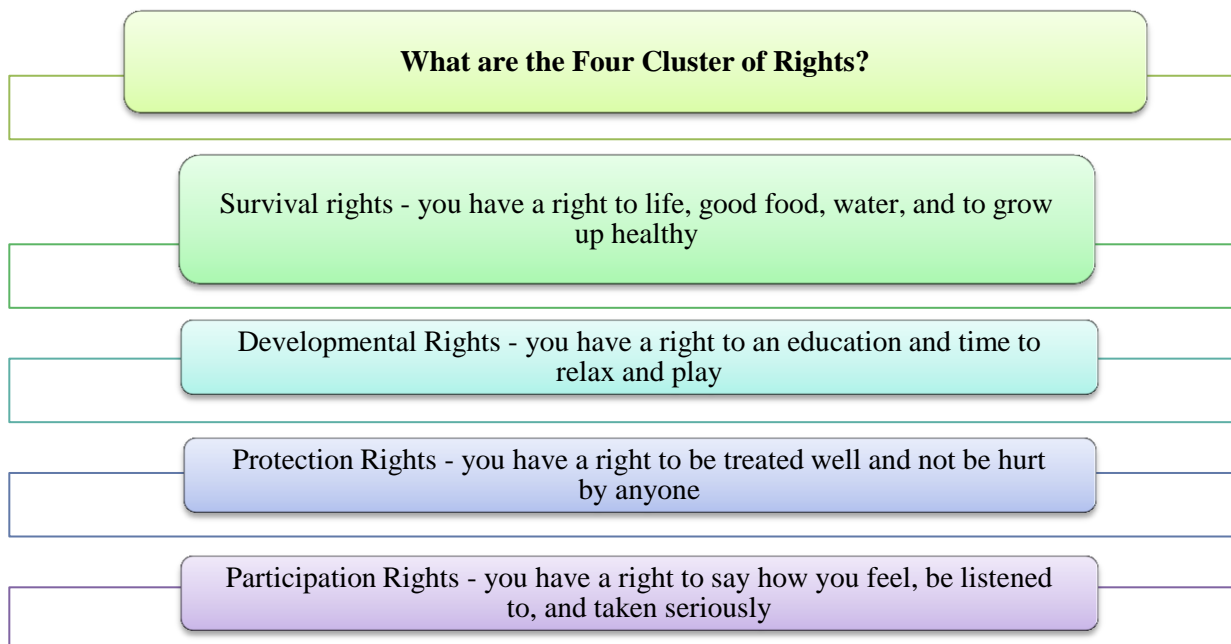 What are the Four Cluster of Rights?
Survival rights - you have a right to life, good food, water, and to grow
up healthy
Developmental Rights - you have a right to an education and time to
relax and play
Protection Rights - you have a right to be treated well and not be hurt
by anyone
Participation Rights - you have a right to say how you feel, be listened
to, and taken seriously